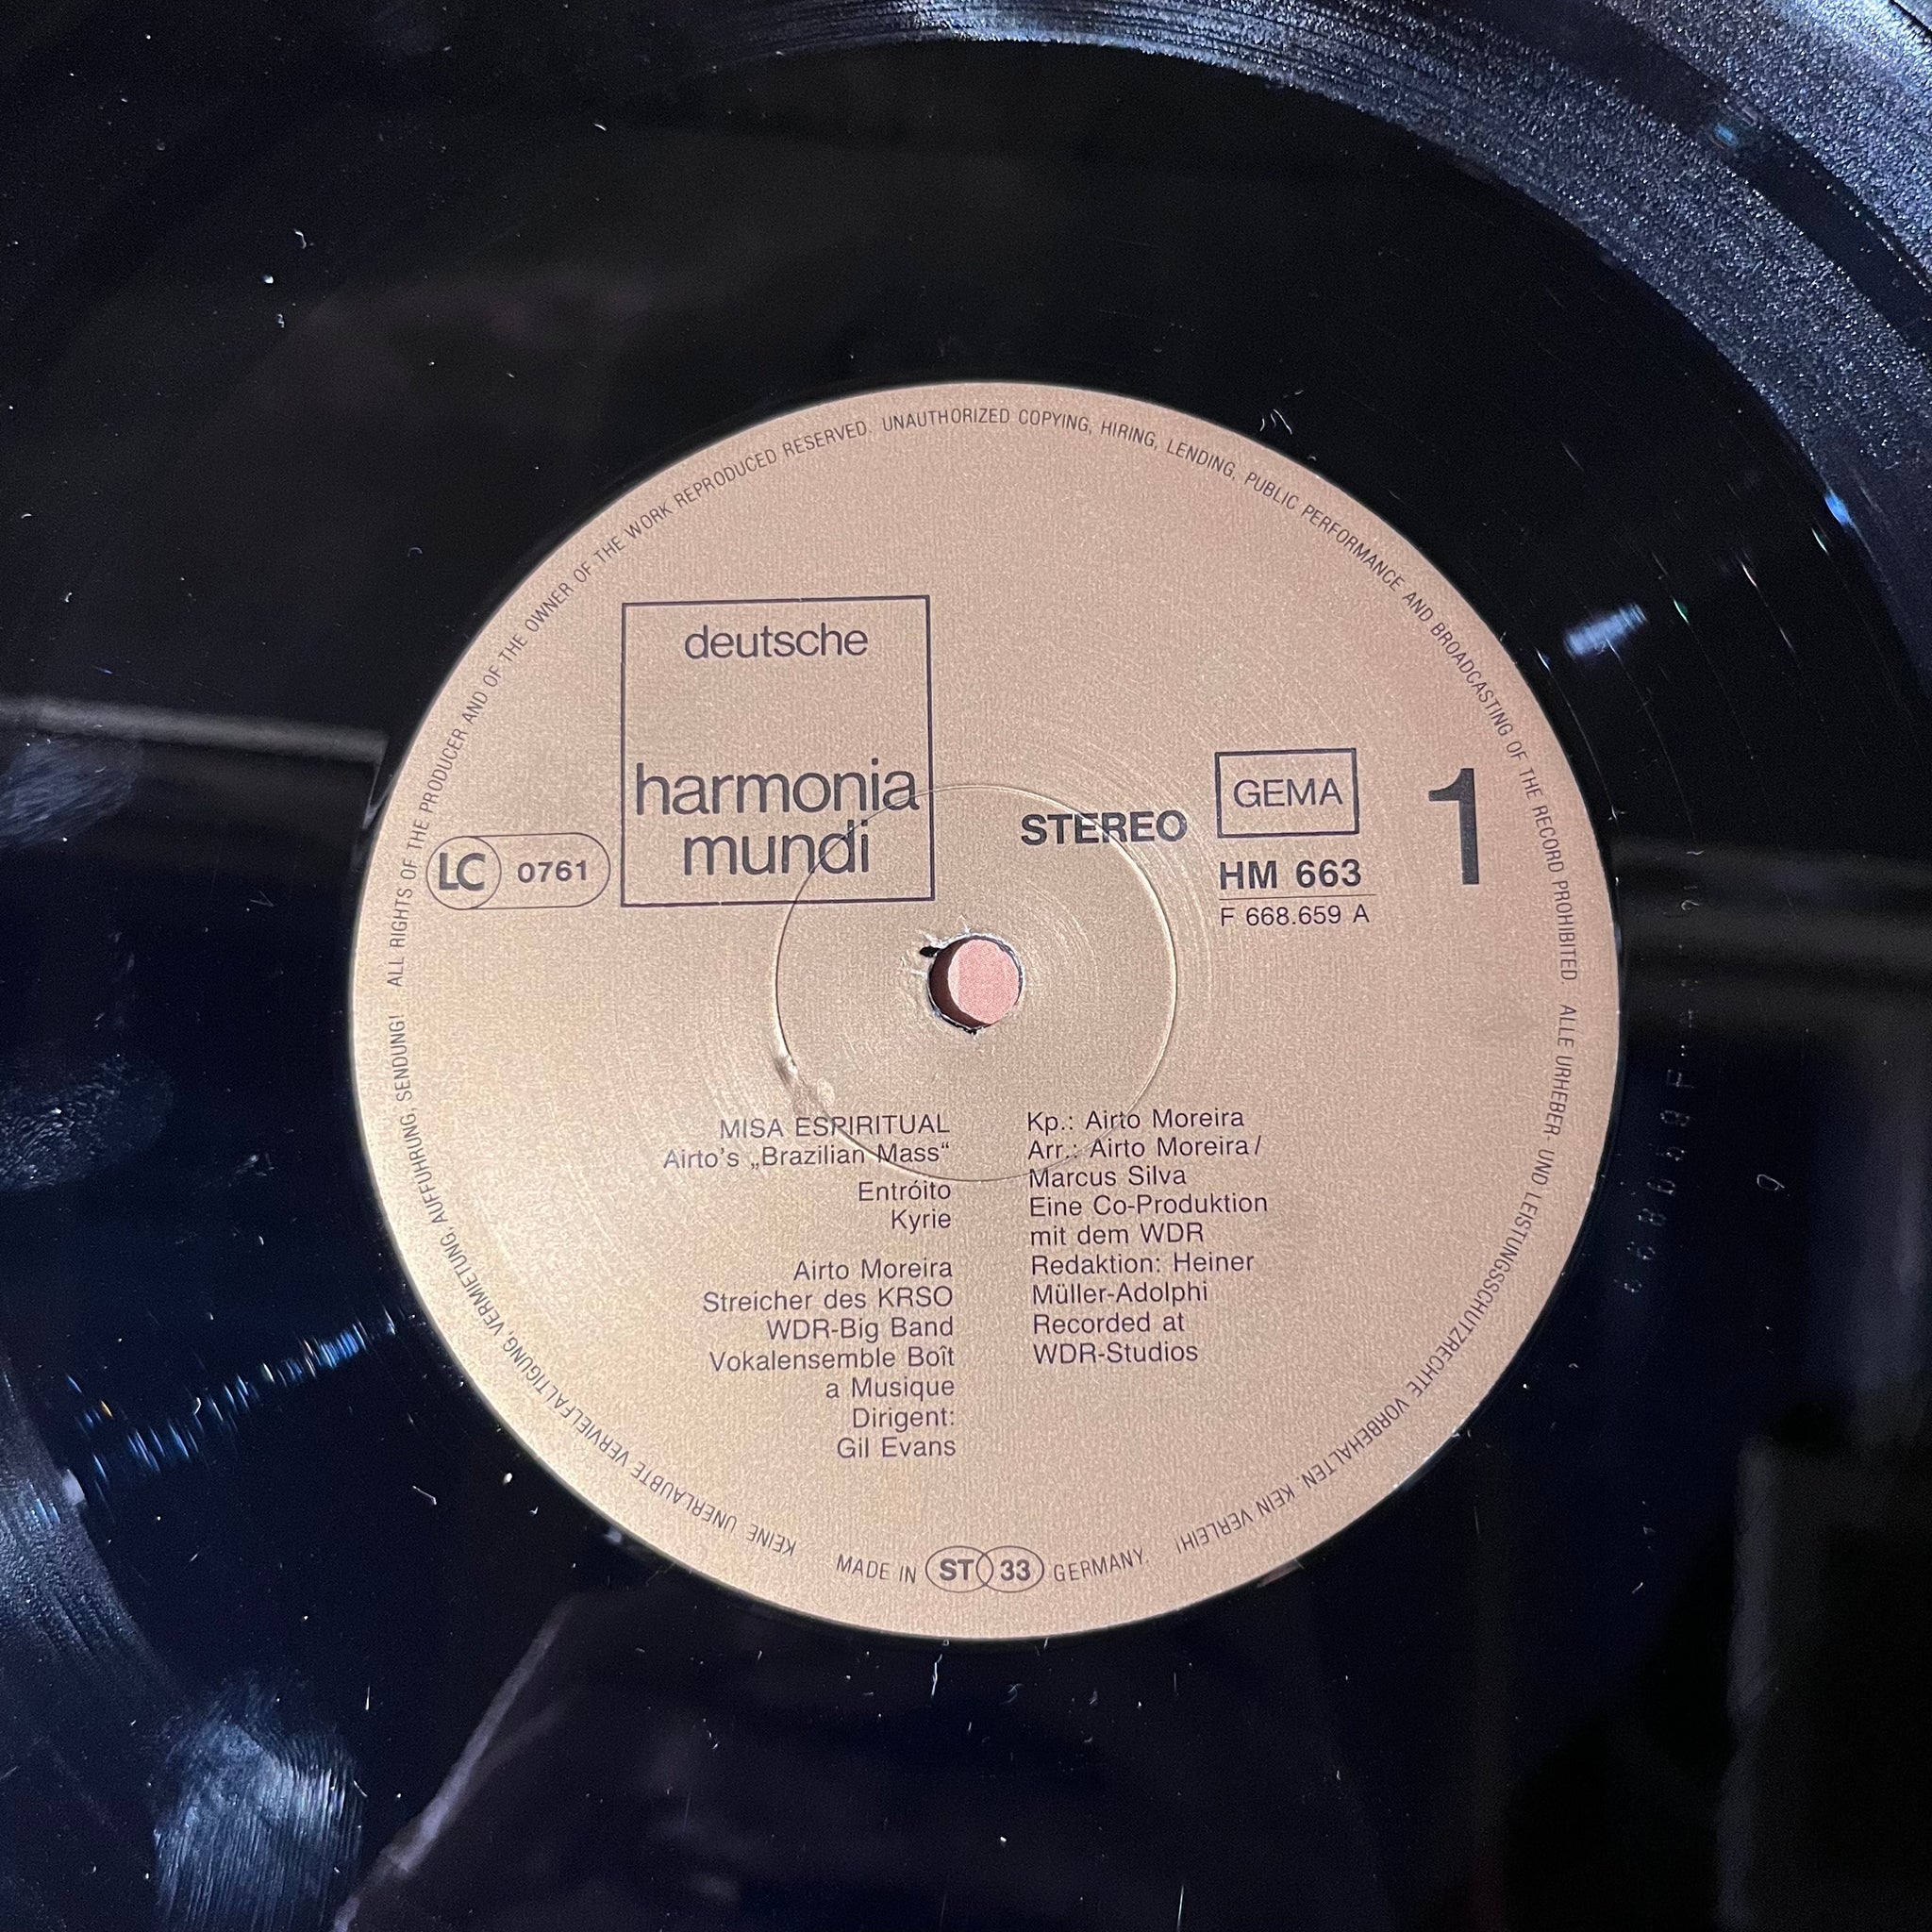 ALL RIGHTS OF THE PRODUCER AND OF THE OWNER OF THE WORK REPRODUCED RESERVED. UNAUTHORIZED COPYING, HIRING, LENDING, PUBLIC PERFORMANCE AND BROADCASTING OF THE RECORD PROHIBITED. ALLE URHEBER- UND LEISTUNGSSCHUTZRECHTE VORBEHALTEN. KEIN VERLEIH! KEINE UNERLAUBTE VERVIELFÄLTIGUNG, VERMIETUNG, AUFFÜHRUNG, SENDUNG!
deutsche
harmonia
mundi
LC 0761
STEREO
GEMA
HM 663
F 668.659 A
1
MISA ESPIRITUAL
Airto's „Brazilian Mass“
Entróito
Kyrie
Airto Moreira
Streicher des KRSO
WDR-Big Band
Vokalensemble Boît
a Musique
Dirigent:
Gil Evans
Kp.: Airto Moreira
Arr.: Airto Moreira/
Marcus Silva
Eine Co-Produktion
mit dem WDR
Redaktion: Heiner
Müller-Adolphi
Recorded at
WDR-Studios
MADE IN ST 33 GERMANY.